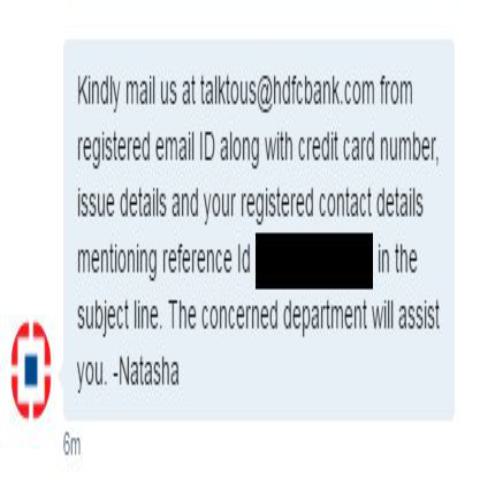 Kindly mail us at talktous@hdfcbank.com from
registered email ID along with credit card number,
issue details and your registered contact details
mentioning reference Id in the
subject line. The concerned department will assist
you. -Natasha
6m